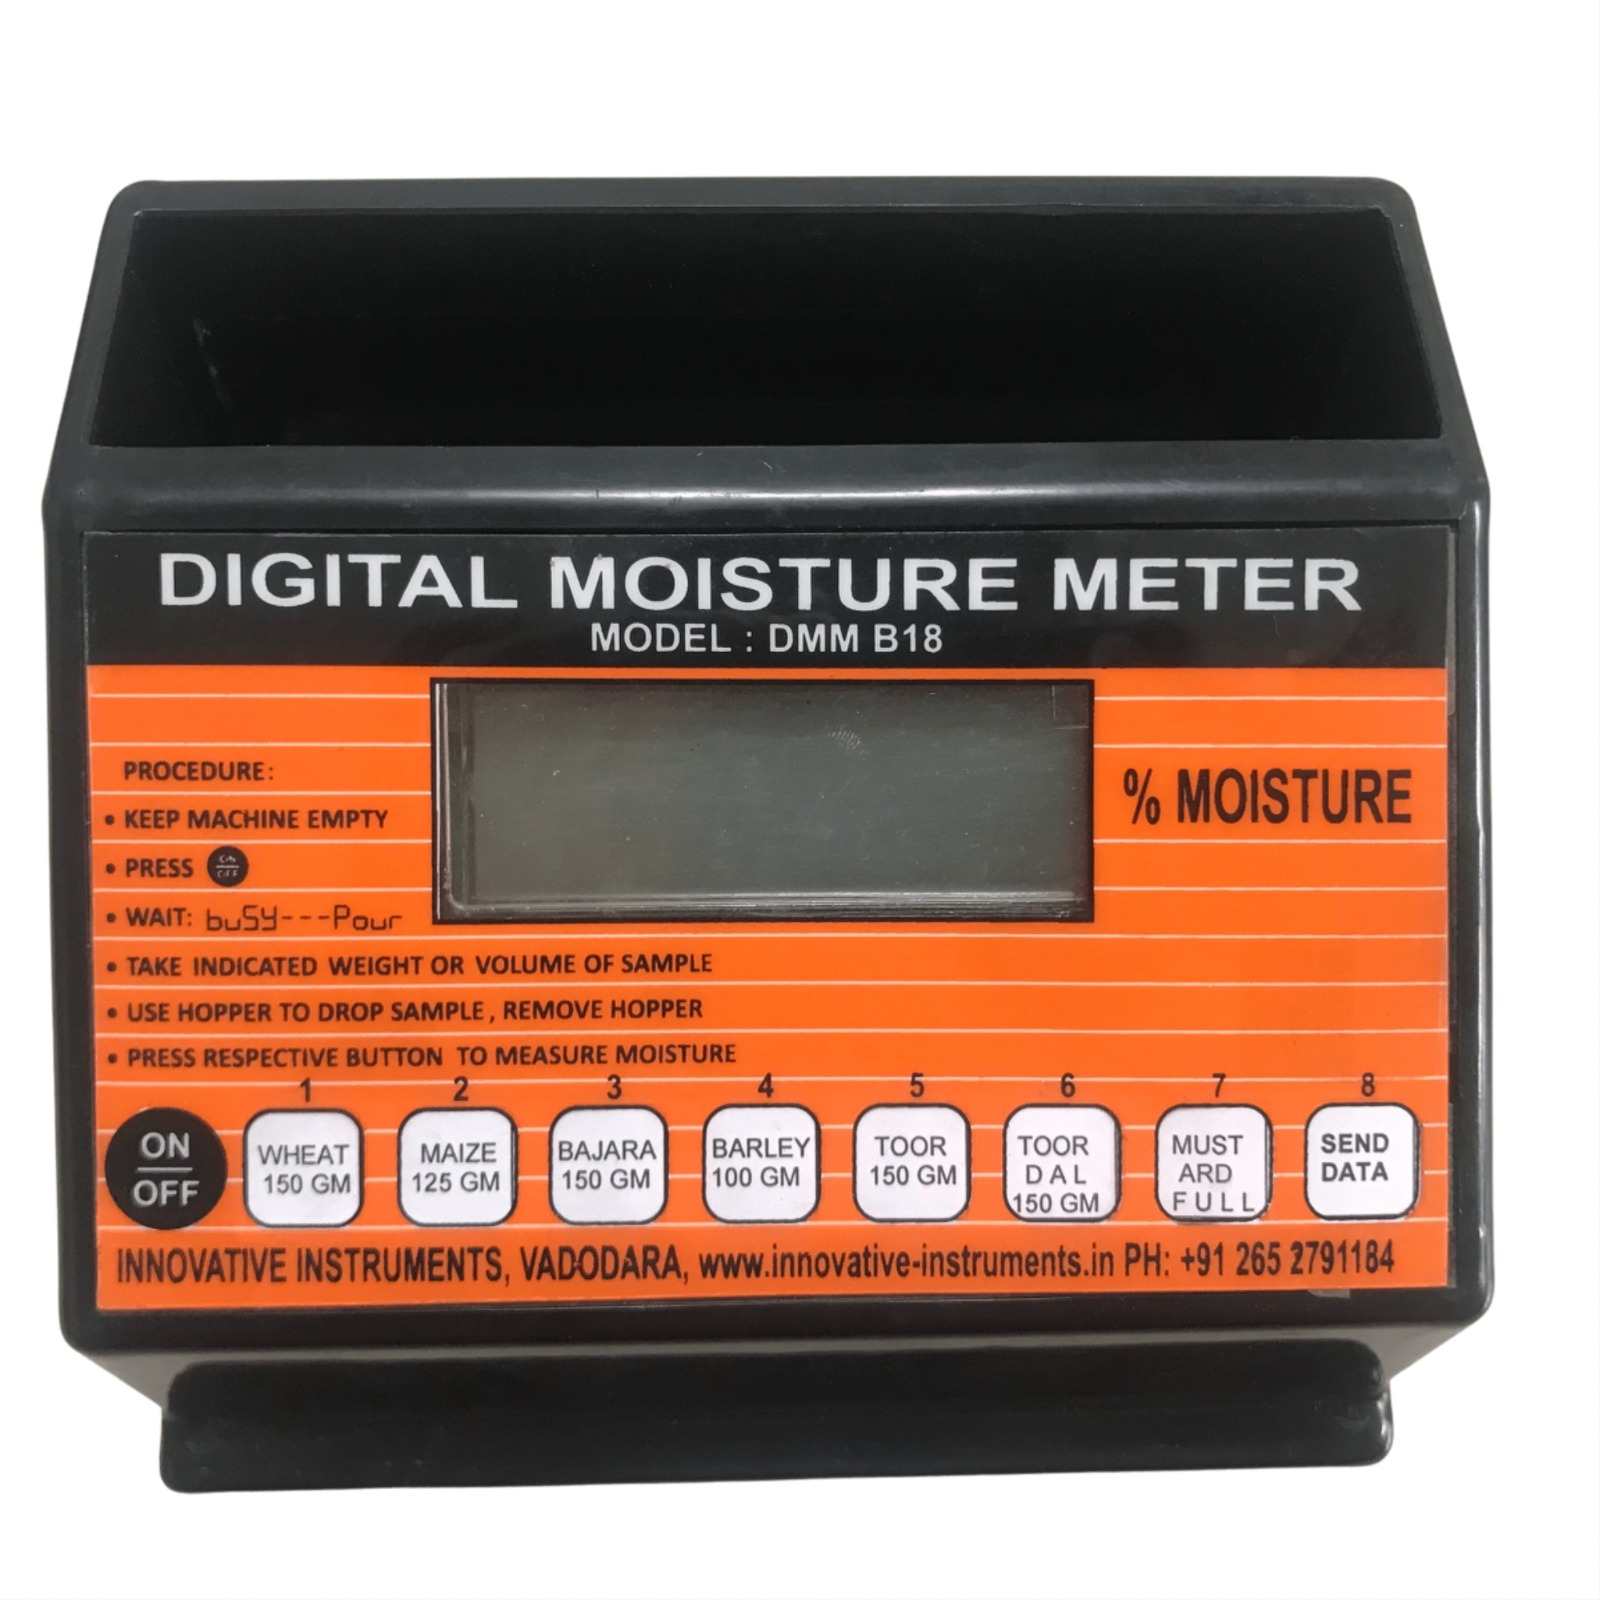 DIGITAL MOISTURE METER
MODEL : DMM B18
PROCEDURE:
• KEEP MACHINE EMPTY
• PRESS ON OFF
• WAIT: buSy---Pour
% MOISTURE
• TAKE INDICATED WEIGHT OR VOLUME OF SAMPLE
• USE HOPPER TO DROP SAMPLE, REMOVE HOPPER
• PRESS RESPECTIVE BUTTON TO MEASURE MOISTURE
ON
OFF
1
WHEAT
150 GM
2
MAIZE
125 GM
3
BAJARA
150 GM
4
BARLEY
100 GM
5
TOOR
150 GM
6
TOOR
DAL
150 GM
7
MUST
ARD
FULL
8
SEND
DATA
INNOVATIVE INSTRUMENTS, VADODARA, www.innovative-instruments.in PH: +91 265 2791184